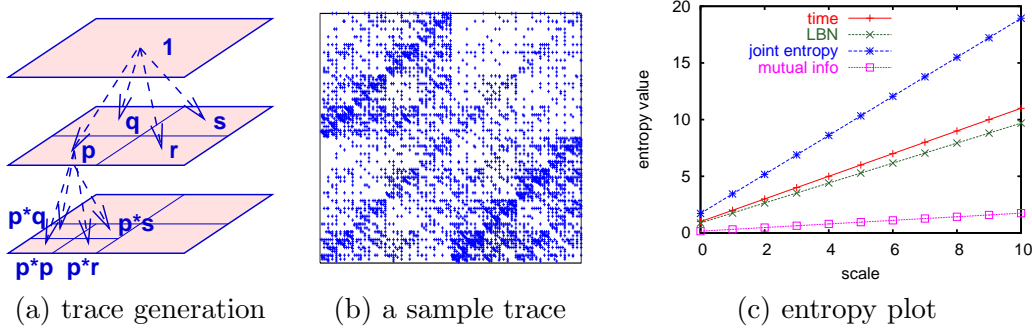 1
q
s
p
r
p*q
p*s
p*p
p*r
(a) trace generation
(b) a sample trace
entropy value
20
15
10
5
0
time
LBN
joint entropy
mutual info
0
2
4
6
8
10
scale
(c) entropy plot